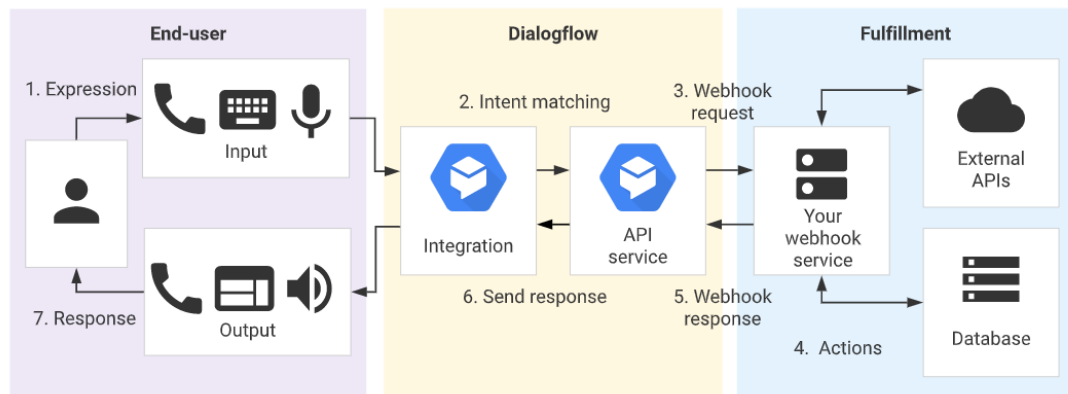 End-user
Dialogflow
Fulfillment
1. Expression
Input
2. Intent matching
3. Webhook
request
External
APIs
Integration
API
service
Your
webhook
service
7. Response
Output
6. Send response
5. Webhook
response
4. Actions
Database